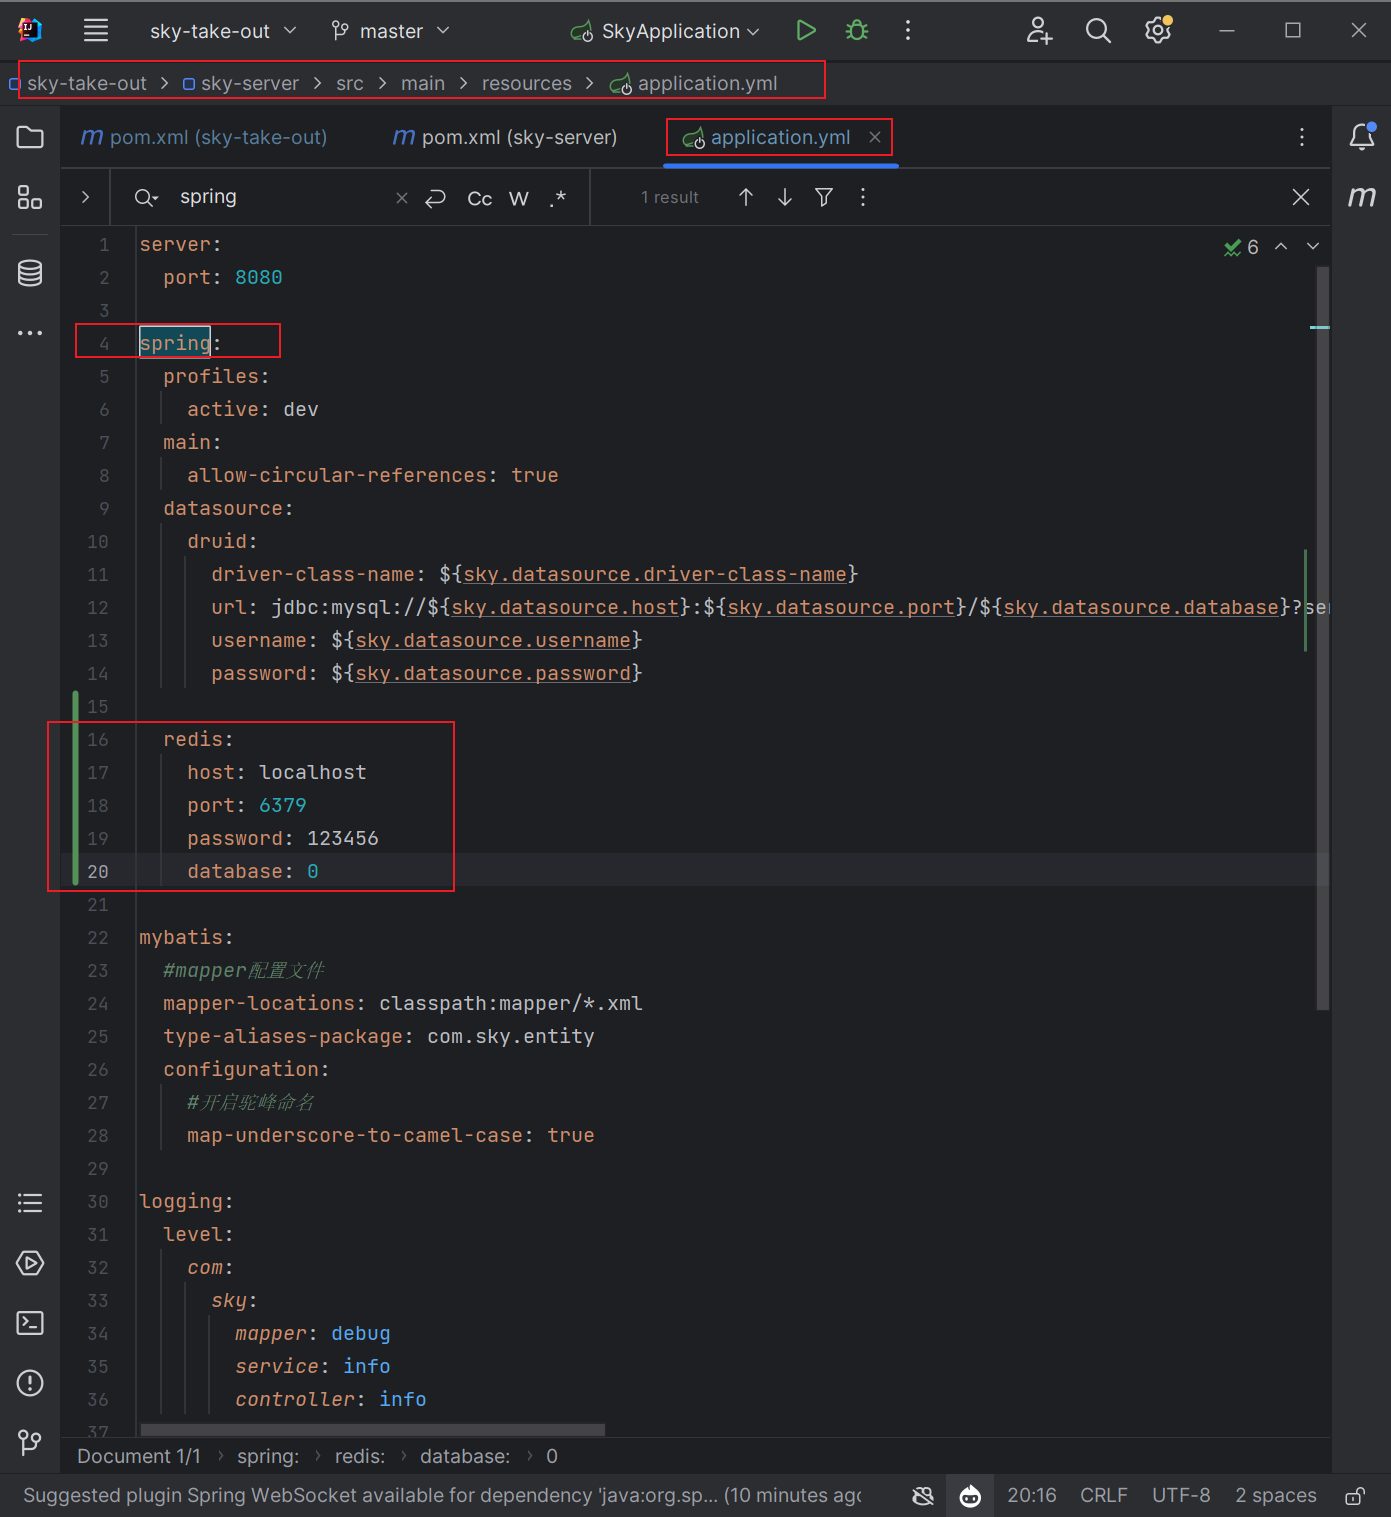 sky-take-out master SkyApplication
sky-take-out > sky-server > src > main > resources > application.yml
m pom.xml (sky-take-out) m pom.xml (sky-server) application.yml
spring Cc W .* 1 result
6
1 server:
2 port: 8080
3
4 spring:
5 profiles:
6 active: dev
7 main:
8 allow-circular-references: true
9 datasource:
10 druid:
11 driver-class-name: ${sky.datasource.driver-class-name}
12 url: jdbc:mysql://${sky.datasource.host}:${sky.datasource.port}/${sky.datasource.database}?se
13 username: ${sky.datasource.username}
14 password: ${sky.datasource.password}
15
16 redis:
17 host: localhost
18 port: 6379
19 password: 123456
20 database: 0
21
22 mybatis:
23 #mapper配置文件
24 mapper-locations: classpath:mapper/*.xml
25 type-aliases-package: com.sky.entity
26 configuration:
27 #开启驼峰命名
28 map-underscore-to-camel-case: true
29
30 logging:
31 level:
32 com:
33 sky:
34 mapper: debug
35 service: info
36 controller: info
37
Document 1/1 > spring: > redis: > database: > 0
Suggested plugin Spring WebSocket available for dependency 'java:org.sp... (10 minutes ago 20:16 CRLF UTF-8 2 spaces